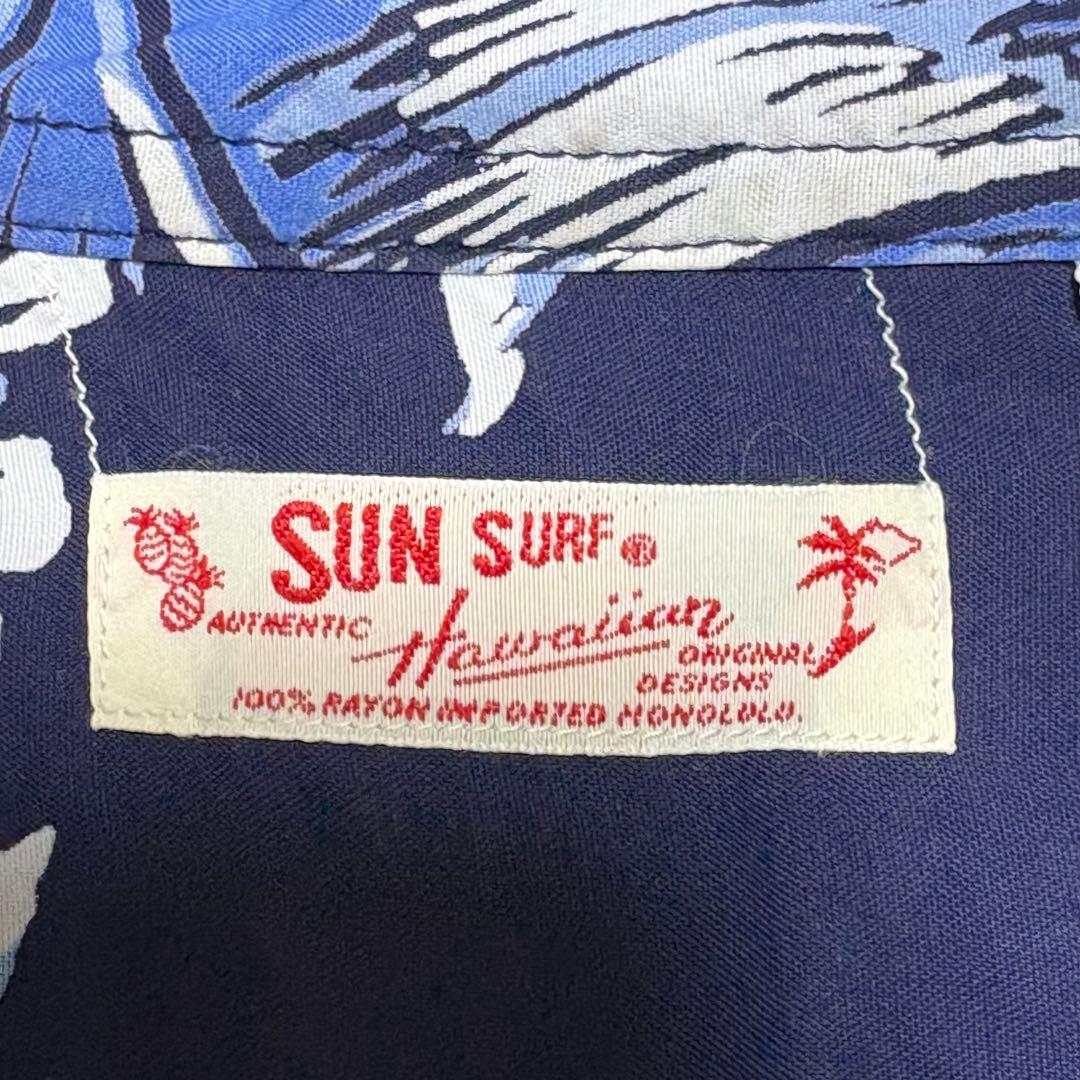 SUN SURF®
AUTHENTIC Hawaiian ORIGINAL
DESIGNS
100% RAYON IMPORTED HONOLULU.